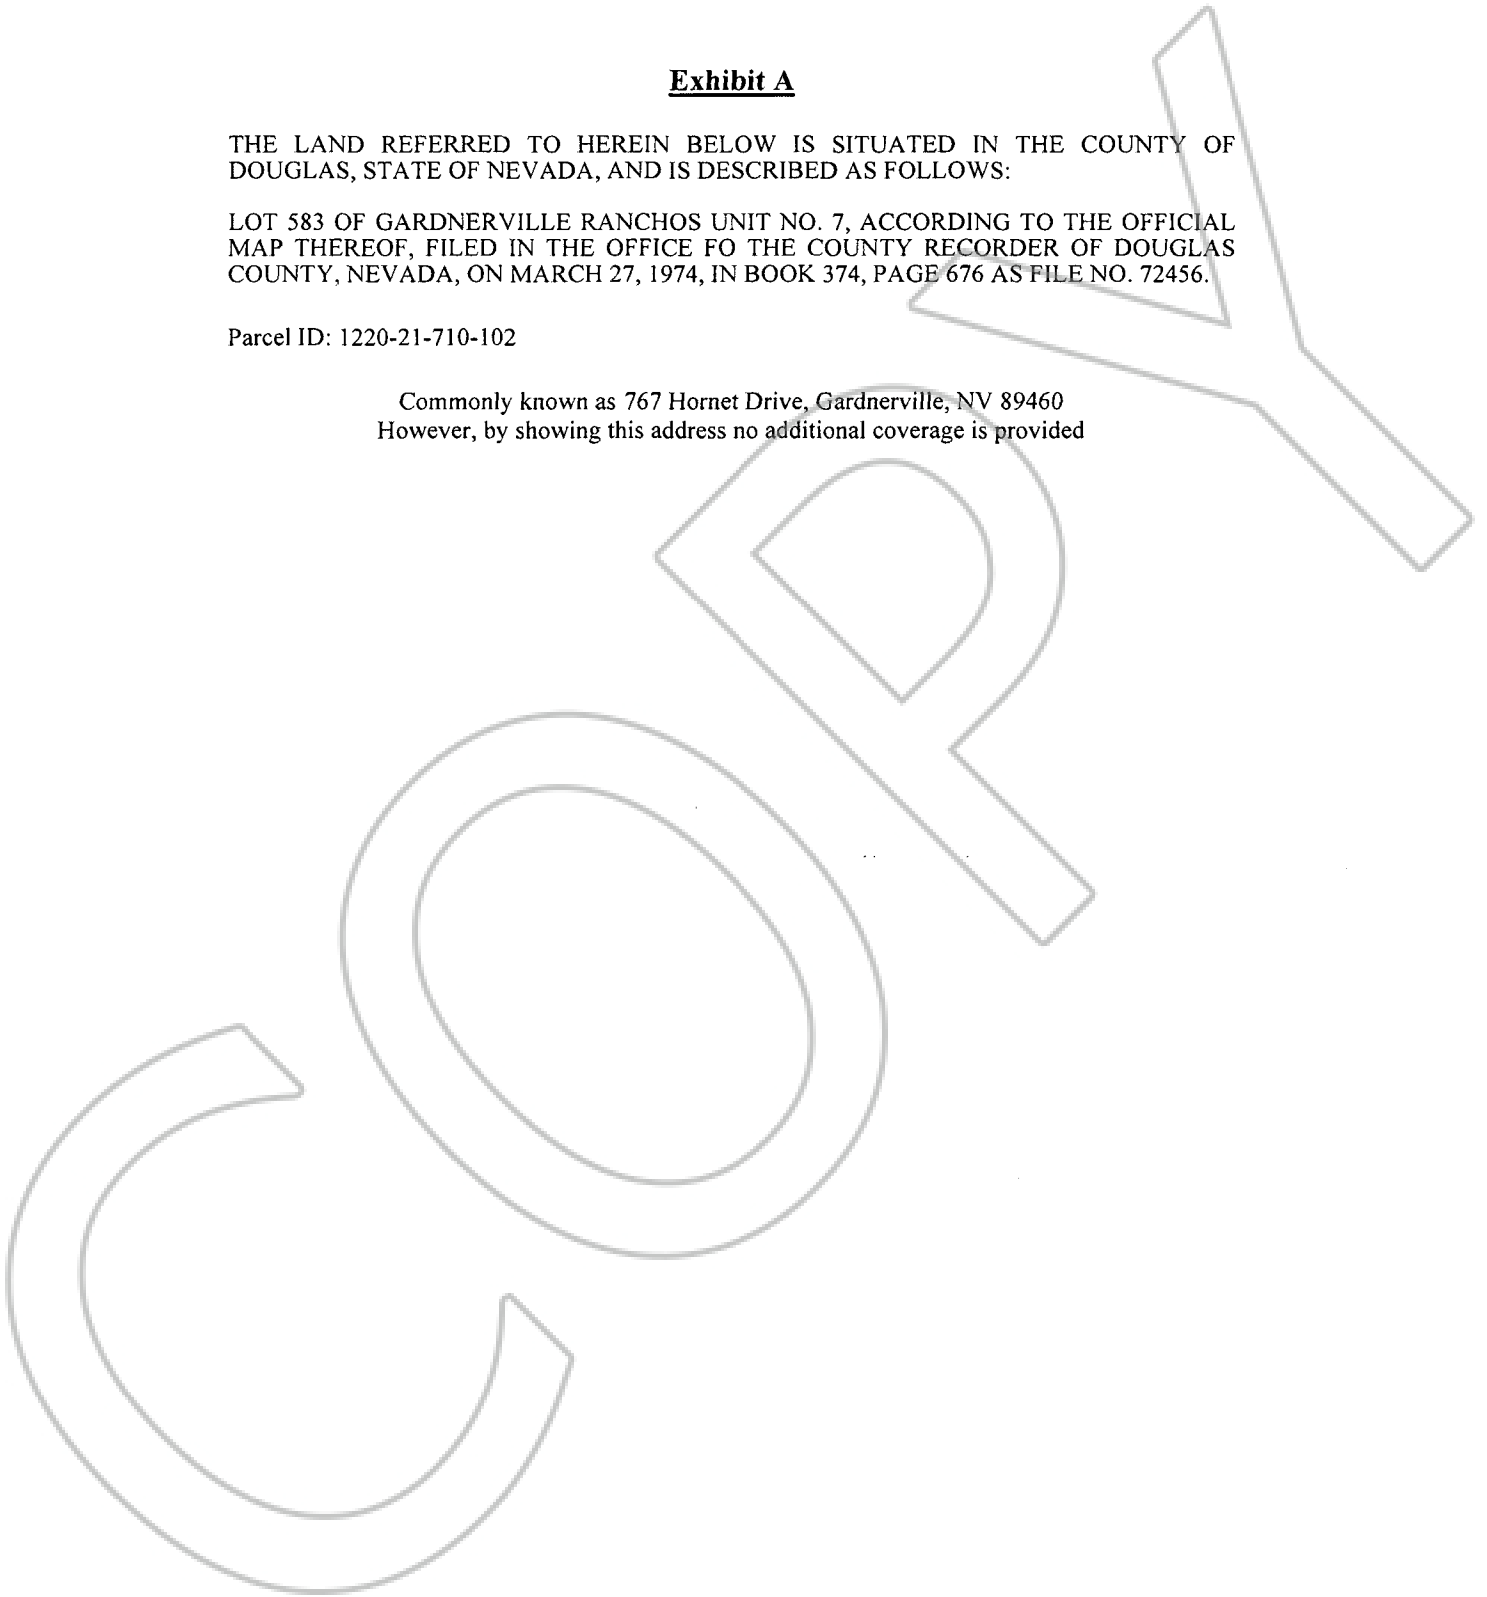 Exhibit A
THE LAND REFERRED TO HEREIN BELOW IS SITUATED IN THE COUNTY OF
DOUGLAS, STATE OF NEVADA, AND IS DESCRIBED AS FOLLOWS:
LOT 583 OF GARDNERVILLE RANCHOS UNIT NO. 7, ACCORDING TO THE OFFICIAL
MAP THEREOF, FILED IN THE OFFICE FO THE COUNTY RECORDER OF DOUGLAS
COUNTY, NEVADA, ON MARCH 27, 1974, IN BOOK 374, PAGE 676 AS FILE NO. 72456.
Parcel ID: 1220-21-710-102
Commonly known as 767 Hornet Drive, Gardnerville, NV 89460
However, by showing this address no additional coverage is provided
COPY